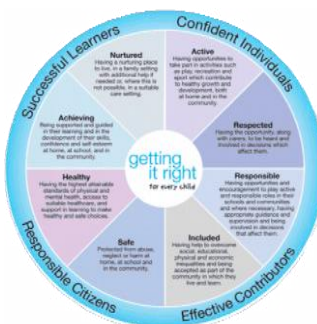 Successful Learners
Confident Individuals
Nurtured
Having a nurturing place
to live, in a family setting
with additional help if
needed or, where this is
not possible, in a suitable
care setting.
Active
Having opportunities to
take part in activities such
as play, recreation and
sport which contribute
to healthy growth and
development, both
at home and in the
community.
Achieving
Being supported and guided
in their learning and in the
development of their skills,
confidence and self-esteem
at home, at school, and in
the community.
Respected
Having the opportunity, along
with carers, to be heard and
involved in decisions which
affect them.
getting
it right
for every child
Healthy
Having the highest attainable
standards of physical and
mental health, access to
suitable healthcare, and
support in learning to make
healthy and safe choices.
Responsible
Having opportunities and
encouragement to play active
and responsible roles in their
schools and communities
and where necessary, having
appropriate guidance and
supervision and being
involved in decisions
that affect them.
Safe
Protected from abuse,
neglect or harm at
home, at school and
in the community.
Included
Having help to overcome
social, educational,
physical and economic
inequalities and being
accepted as part of the
community in which they
live and learn.
Responsible Citizens
Effective Contributors